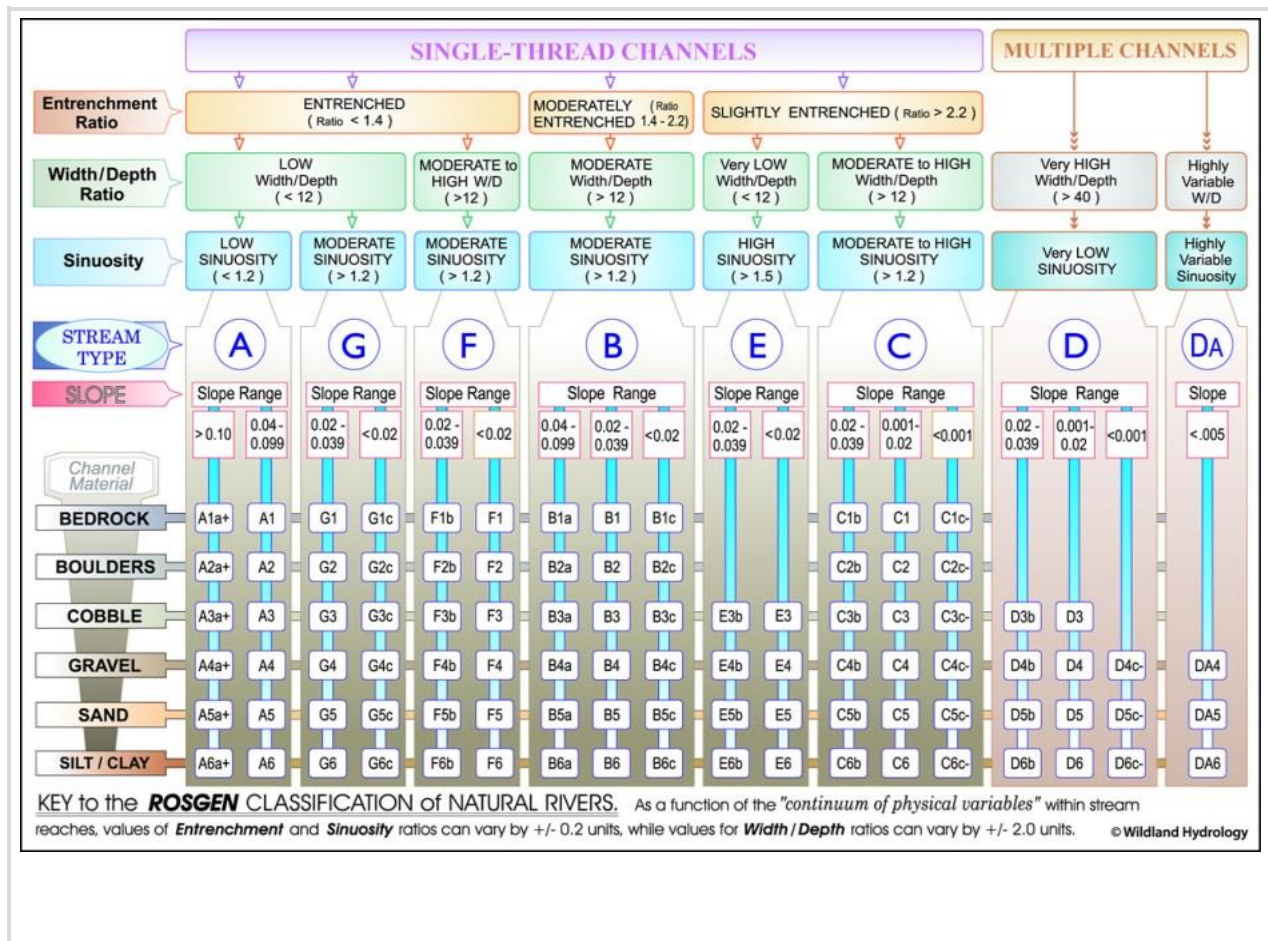 SINGLE-THREAD CHANNELS
MULTIPLE CHANNELS
Entrenchment
Ratio
ENTRENCHED
( Ratio < 1.4 )
MODERATELY ( Ratio
ENTRENCHED 1.4 - 2.2)
SLIGHTLY ENTRENCHED ( Ratio > 2.2 )
Width/Depth
Ratio
LOW
Width/Depth
( < 12 )
MODERATE to
HIGH W/D
(>12 )
MODERATE
Width/Depth
( > 12 )
Very LOW
Width/Depth
( <12 )
MODERATE to HIGH
Width/Depth
( > 12 )
Very HIGH
Width/Depth
( > 40 )
Highly
Variable
W/D
Sinuosity
LOW
SINUOSITY
( < 1.2 )
MODERATE
SINUOSITY
( > 1.2 )
MODERATE
SINUOSITY
( > 1.2 )
MODERATE
SINUOSITY
( > 1.2 )
HIGH
SINUOSITY
( > 1.5 )
MODERATE to HIGH
SINUOSITY
( > 1.2 )
Very LOW
SINUOSITY
Highly
Variable
Sinuosity
STREAM
TYPE
A G F B E C D DA
SLOPE
Slope Range Slope Range Slope Range Slope Range Slope Range Slope Range Slope Range Slope
> 0.10
0.04 -
0.099
0.02 -
0.039
<0.02
0.02 -
0.039
<0.02
0.04 -
0.099
0.02 -
0.039
<0.02
0.02 -
0.039
<0.02
0.02 -
0.039
0.001-
0.02
<0.001
0.02 -
0.039
0.001-
0.02
<0.001
<.005
Channel
Material
BEDROCK A1a+ A1 G1 G1c F1b F1 B1a B1 B1c C1b C1 C1c-
BOULDERS A2a+ A2 G2 G2c F2b F2 B2a B2 B2c C2b C2 C2c-
COBBLE A3a+ A3 G3 G3c F3b F3 B3a B3 B3c E3b E3 C3b C3 C3c- D3b D3
GRAVEL A4a+ A4 G4 G4c F4b F4 B4a B4 B4c E4b E4 C4b C4 C4c- D4b D4 D4c- DA4
SAND A5a+ A5 G5 G5c F5b F5 B5a B5 B5c E5b E5 C5b C5 C5c- D5b D5 D5c- DA5
SILT / CLAY A6a+ A6 G6 G6c F6b F6 B6a B6 B6c E6b E6 C6b C6 C6c- D6b D6 D6c- DA6
KEY to the ROSGEN CLASSIFICATION of NATURAL RIVERS. As a function of the "continuum of physical variables" within stream
reaches, values of Entrenchment and Sinuosity ratios can vary by +/- 0.2 units, while values for Width / Depth ratios can vary by +/- 2.0 units. © Wildland Hydrology